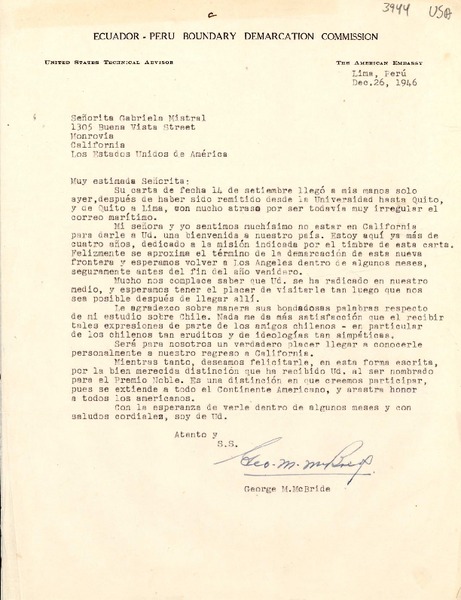 3944 USA
ECUADOR - PERU BOUNDARY DEMARCATION COMMISSION
UNITED STATES TECHNICAL ADVISOR
THE AMERICAN EMBASSY
Lima, Perú
Dec.26, 1946
Señorita Gabriela Mistral
1305 Buena Vista Street
Monrovia
California
Los Estados Unidos de América
Muy estimada Señorita:
Su carta de fecha 14 de setiembre llegó a mis manos solo
ayer,después de haber sido remitido desde la Universidad hasta Quito,
y de Quito a Lima, con mucho atraso por ser todavía muy irregular el
correo marítimo.
Mi señora y yo sentimos muchísimo no estar en California
para darle a Ud. una bienvenida a nuestro país. Estoy aquí ya más de
cuatro años, dedicado a la misión indicada por el timbre de esta carta.
Felizmente se aproxima el término de la demarcación de esta nueva
frontera y esperamos volver a Los Angeles dentro de algunos meses,
seguramente antes del fin del año venidero.
Mucho nos complace saber que Ud. se ha radicado en nuestro
medio, y esperamos tener el placer de visitarle tan luego que nos
sea posible después de llegar allí.
Le agradezco sobre manera sus bondadosas palabras respecto
de mi estudio sobre Chile. Nada me da más satisfacción que el recibir
tales expresiones de parte de los amigos chilenos - en particular
de los chilenos tan eruditos y de ideologías tan simpáticas.
Será para nosotros un verdadero placer llegar a conocerle
personalmente a nuestro regreso a California.
Mientras tanto, deseamos felicitarle, en esta forma escrita,
por la bien merecida distinción que ha recibido Ud. al ser nombrado
para el Premio Noble. Es una distinción en que creemos participar,
pues se extiende a todo el Continente Americano, y arastra honor
a todos los americanos.
Con la esperanza de verle dentro de algunos meses y con
saludos cordiales, soy de Ud.
Atento y
S.S.
Geo. M. McBride
George M.McBride